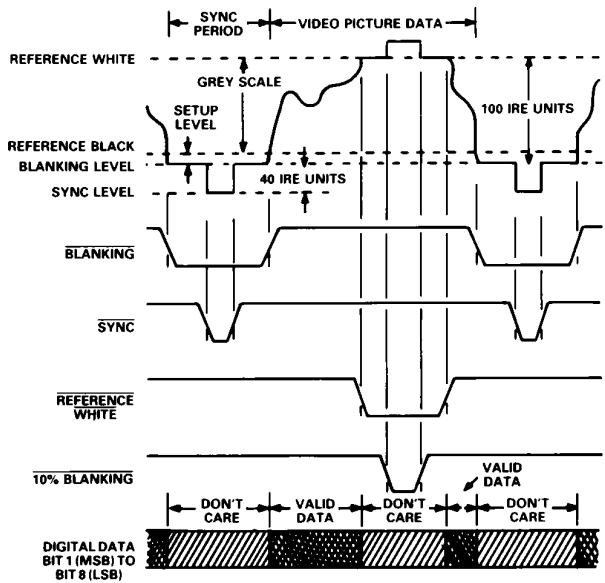 SYNC
PERIOD
VIDEO PICTURE DATA
REFERENCE WHITE
GREY SCALE
SETUP
LEVEL
100 IRE UNITS
REFERENCE BLACK
BLANKING LEVEL
40 IRE UNITS
SYNC LEVEL
BLANKING
SYNC
REFERENCE
WHITE
10% BLANKING
VALID
DATA
DON'T
CARE
VALID
DATA
DON'T
CARE
DON'T
CARE
DIGITAL DATA
BIT 1 (MSB) TO
BIT 8 (LSB)